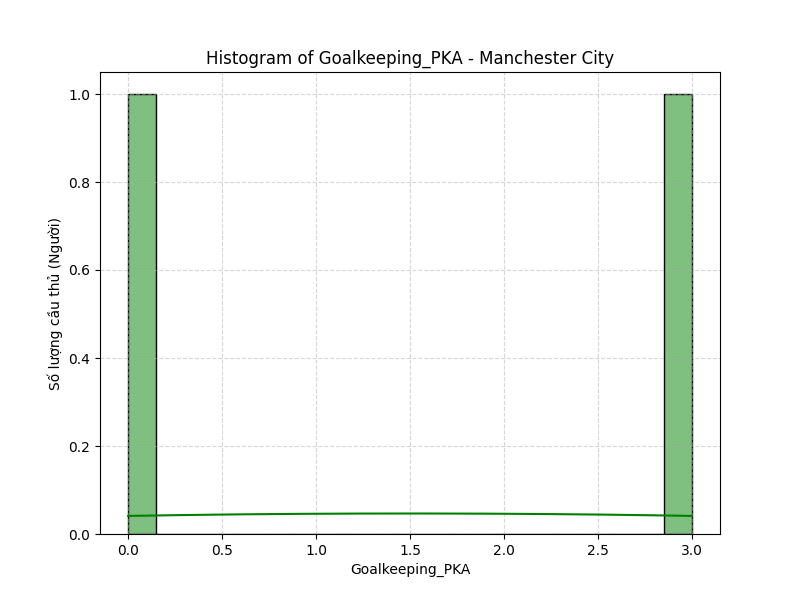 Histogram of Goalkeeping_PKA - Manchester City
1.0
0.8
0.6
0.4
0.2
0.0
Số lượng cầu thủ (Người)
0.0 0.5 1.0 1.5 2.0 2.5 3.0
Goalkeeping_PKA